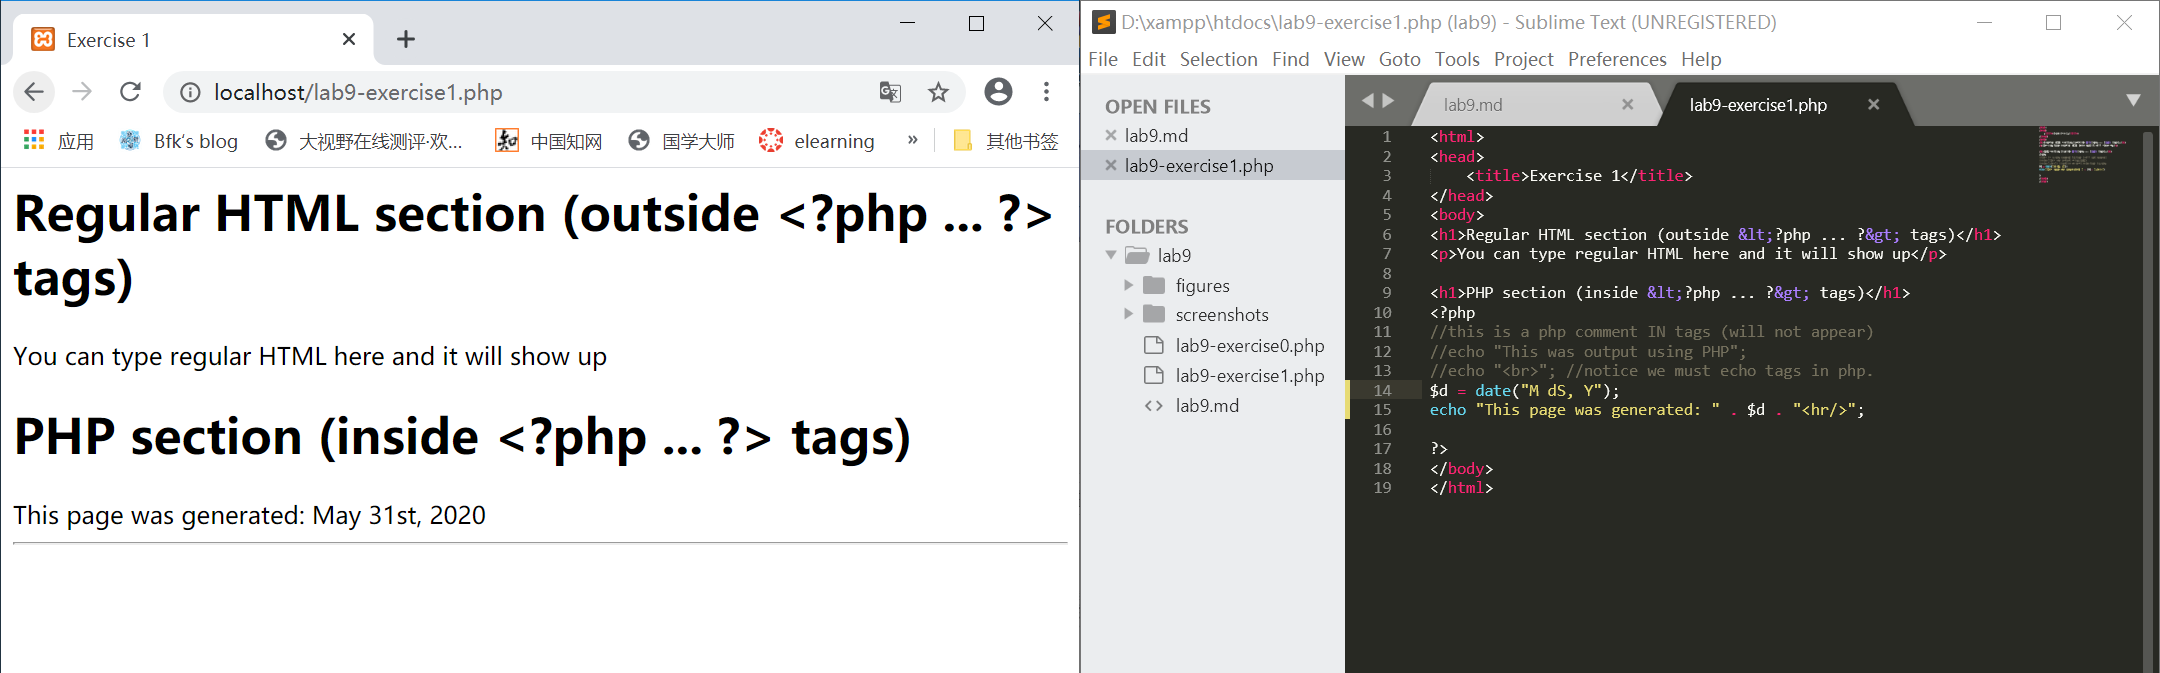 Exercise 1
localhost/lab9-exercise1.php
应用
Bfk's blog
大视野在线测评·欢...
中国知网
国学大师
elearning
»
其他书签
Regular HTML section (outside <?php ... ?>
tags)
You can type regular HTML here and it will show up
PHP section (inside <?php ... ?> tags)
This page was generated: May 31st, 2020
D:\xampp\htdocs\lab9-exercise1.php (lab9) - Sublime Text (UNREGISTERED)
File Edit Selection Find View Goto Tools Project Preferences Help
OPEN FILES
lab9.md
lab9-exercise1.php
FOLDERS
lab9
figures
screenshots
lab9-exercise0.php
lab9-exercise1.php
lab9.md
lab9.md
lab9-exercise1.php
1 <html>
2 <head>
3     <title>Exercise 1</title>
4 </head>
5 <body>
6 <h1>Regular HTML section (outside &lt;?php ... ?&gt; tags)</h1>
7 <p>You can type regular HTML here and it will show up</p>
8
9 <h1>PHP section (inside &lt;?php ... ?&gt; tags)</h1>
10 <?php
11 //this is a php comment IN tags (will not appear)
12 //echo "This was output using PHP";
13 //echo "<br>"; //notice we must echo tags in php.
14 $d = date("M dS, Y");
15 echo "This page was generated: " . $d . "<hr/>";
16
17 ?>
18 </body>
19 </html>